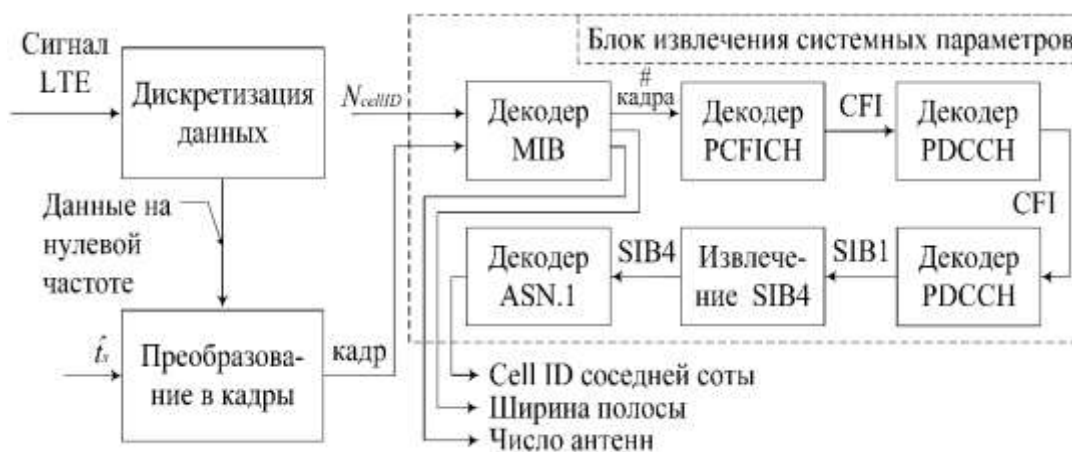 Сигнал
LTE
Дискретизация
данных
Данные на
нулевой
частоте
t̂s
Преобразова-
ние в кадры
кадр
Блок извлечения системных параметров
NcellID
Декодер
MIB
#
кадра
Декодер
PCFICH
CFI
Декодер
PDCCH
CFI
Декодер
PDCCH
SIB1
Извлече-
ние SIB4
SIB4
Декодер
ASN.1
Cell ID соседней соты
Ширина полосы
Число антенн